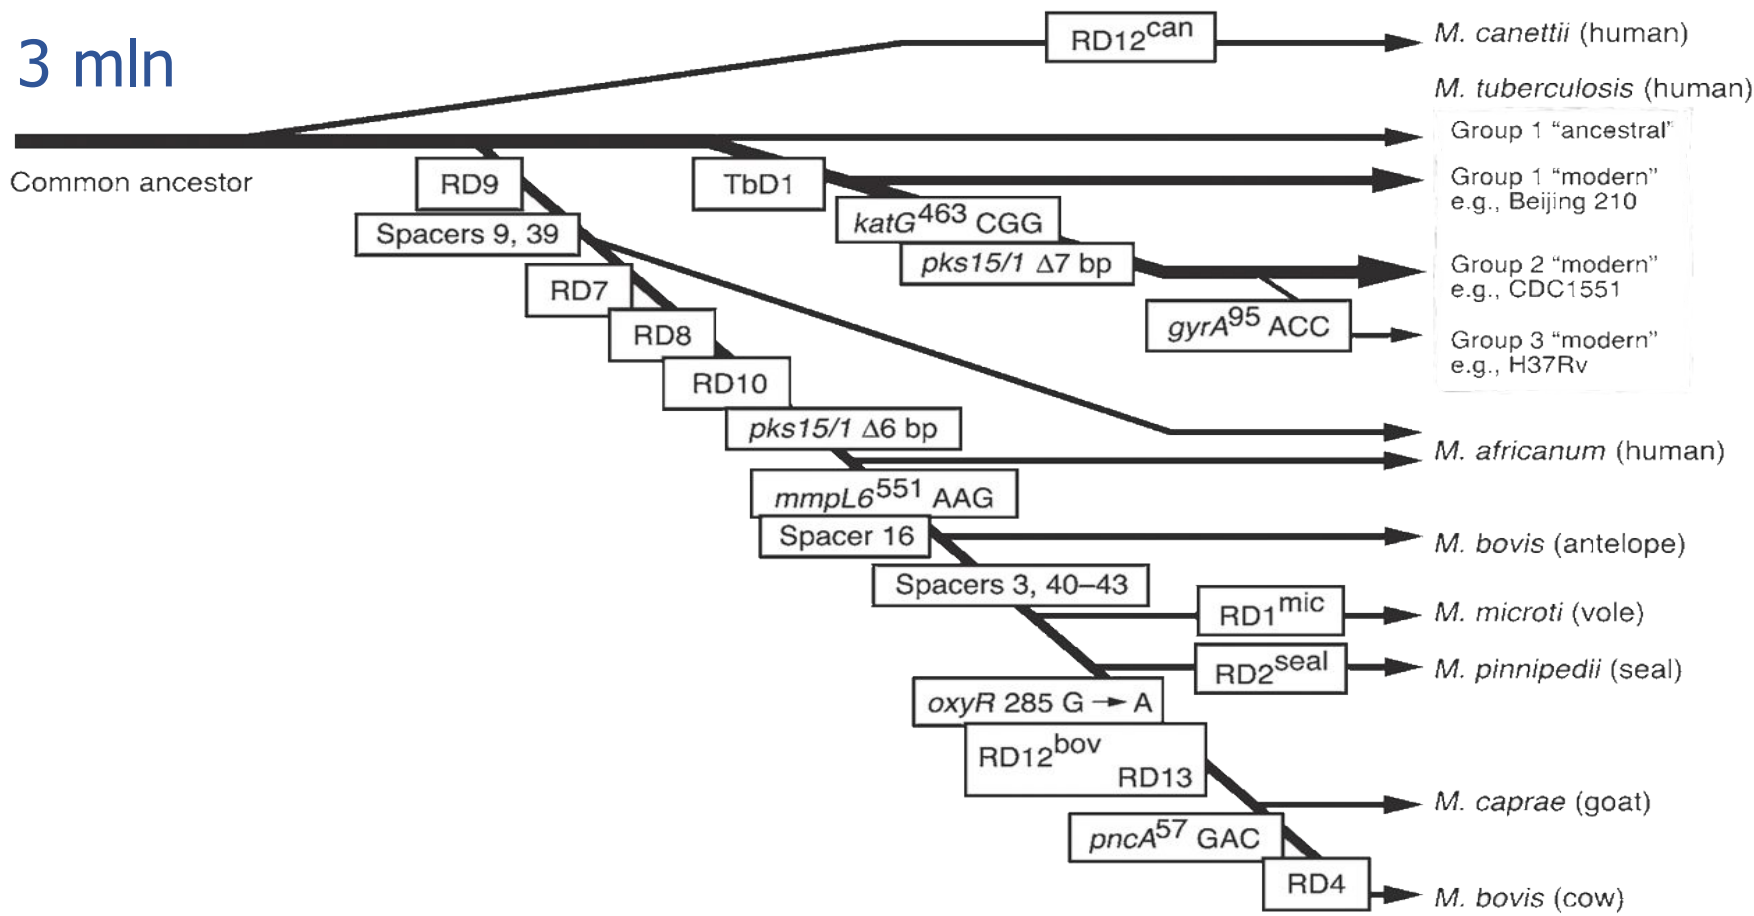 3 mln
RD12can
M. canettii (human)
M. tuberculosis (human)
Group 1 “ancestral”
Common ancestor
RD9
TbD1
Group 1 “modern”
e.g., Beijing 210
Spacers 9, 39
katG463 CGG
pks15/1 Δ7 bp
Group 2 “modern”
e.g., CDC1551
RD7
RD8
gyrA95 ACC
Group 3 “modern”
e.g., H37Rv
RD10
pks15/1 Δ6 bp
M. africanum (human)
mmpL6551 AAG
Spacer 16
M. bovis (antelope)
Spacers 3, 40–43
RD1mic
M. microti (vole)
RD2seal
M. pinnipedii (seal)
oxyR 285 G → A
RD12bov
RD13
M. caprae (goat)
pncA57 GAC
RD4
M. bovis (cow)